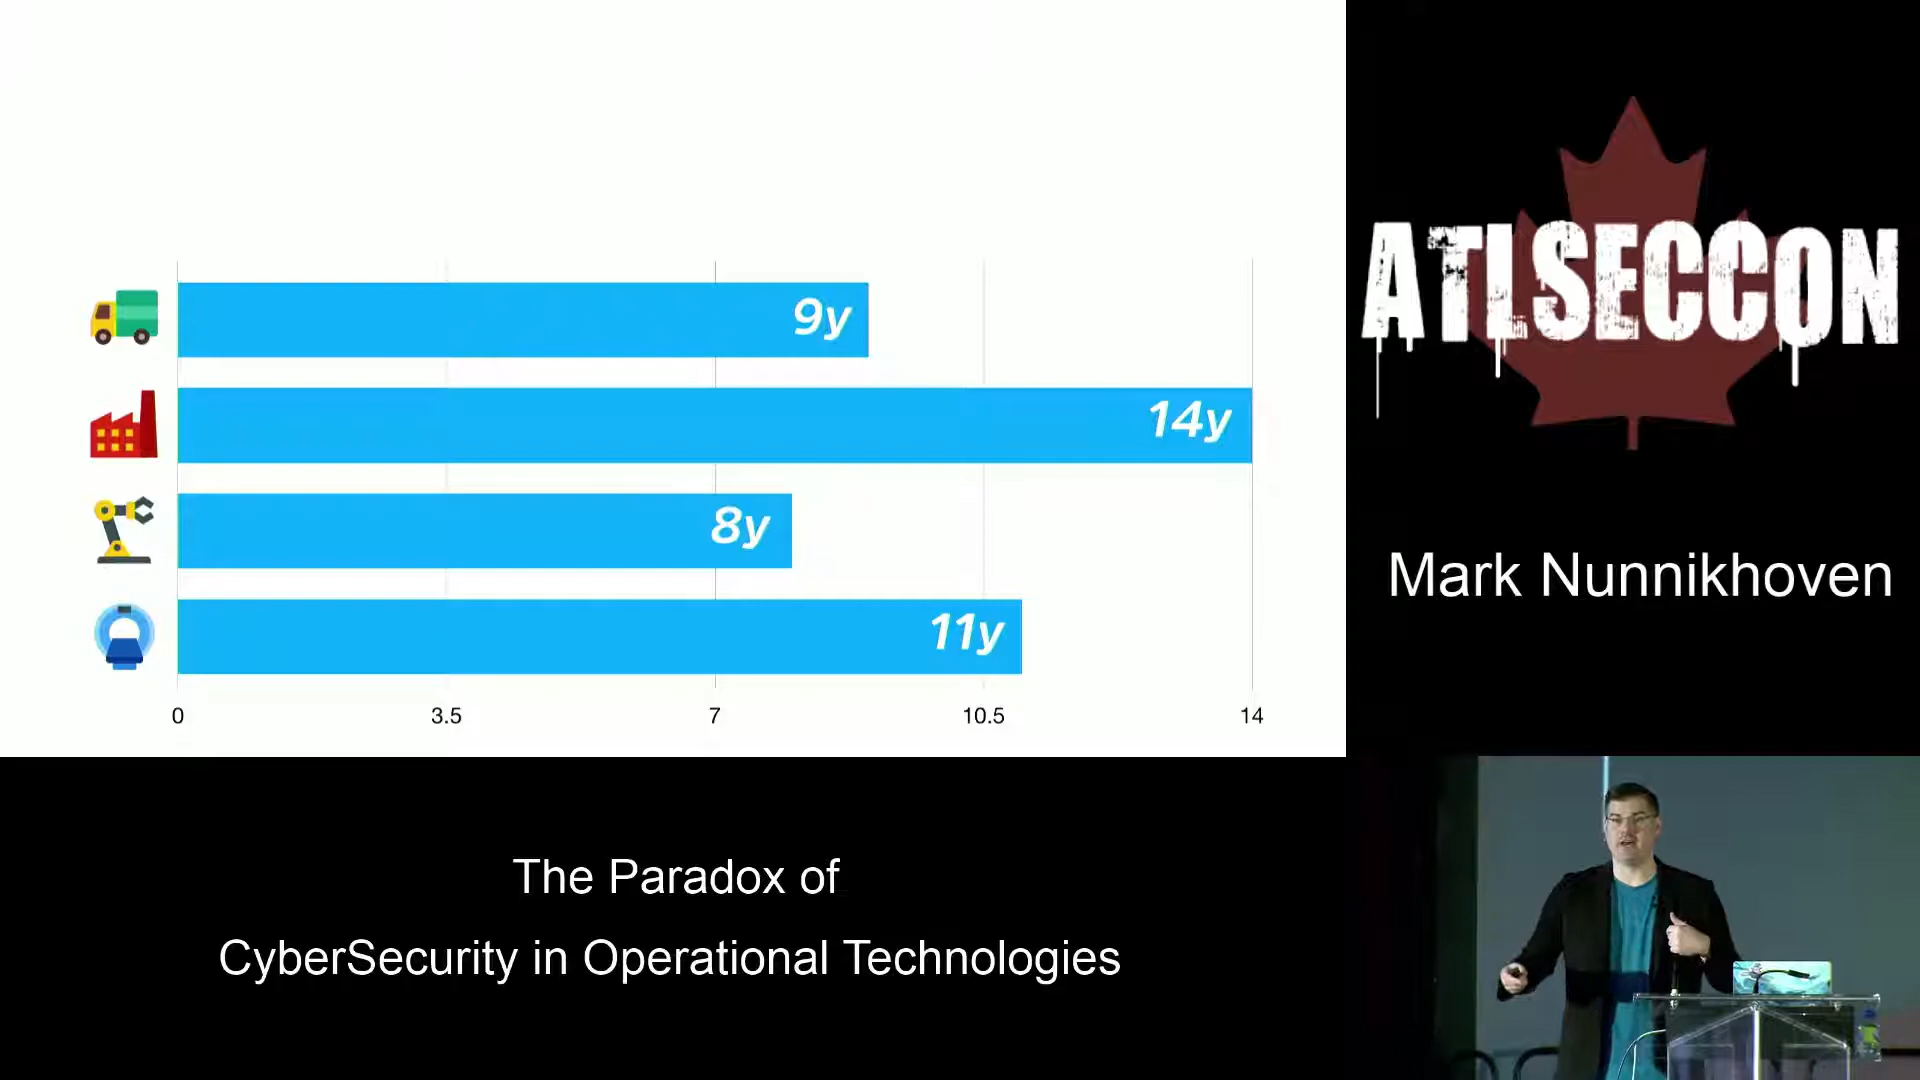 9y
14y
8y
11y
0 3.5 7 10.5 14
ATLSECCON
Mark Nunnikhoven
The Paradox of
CyberSecurity in Operational Technologies